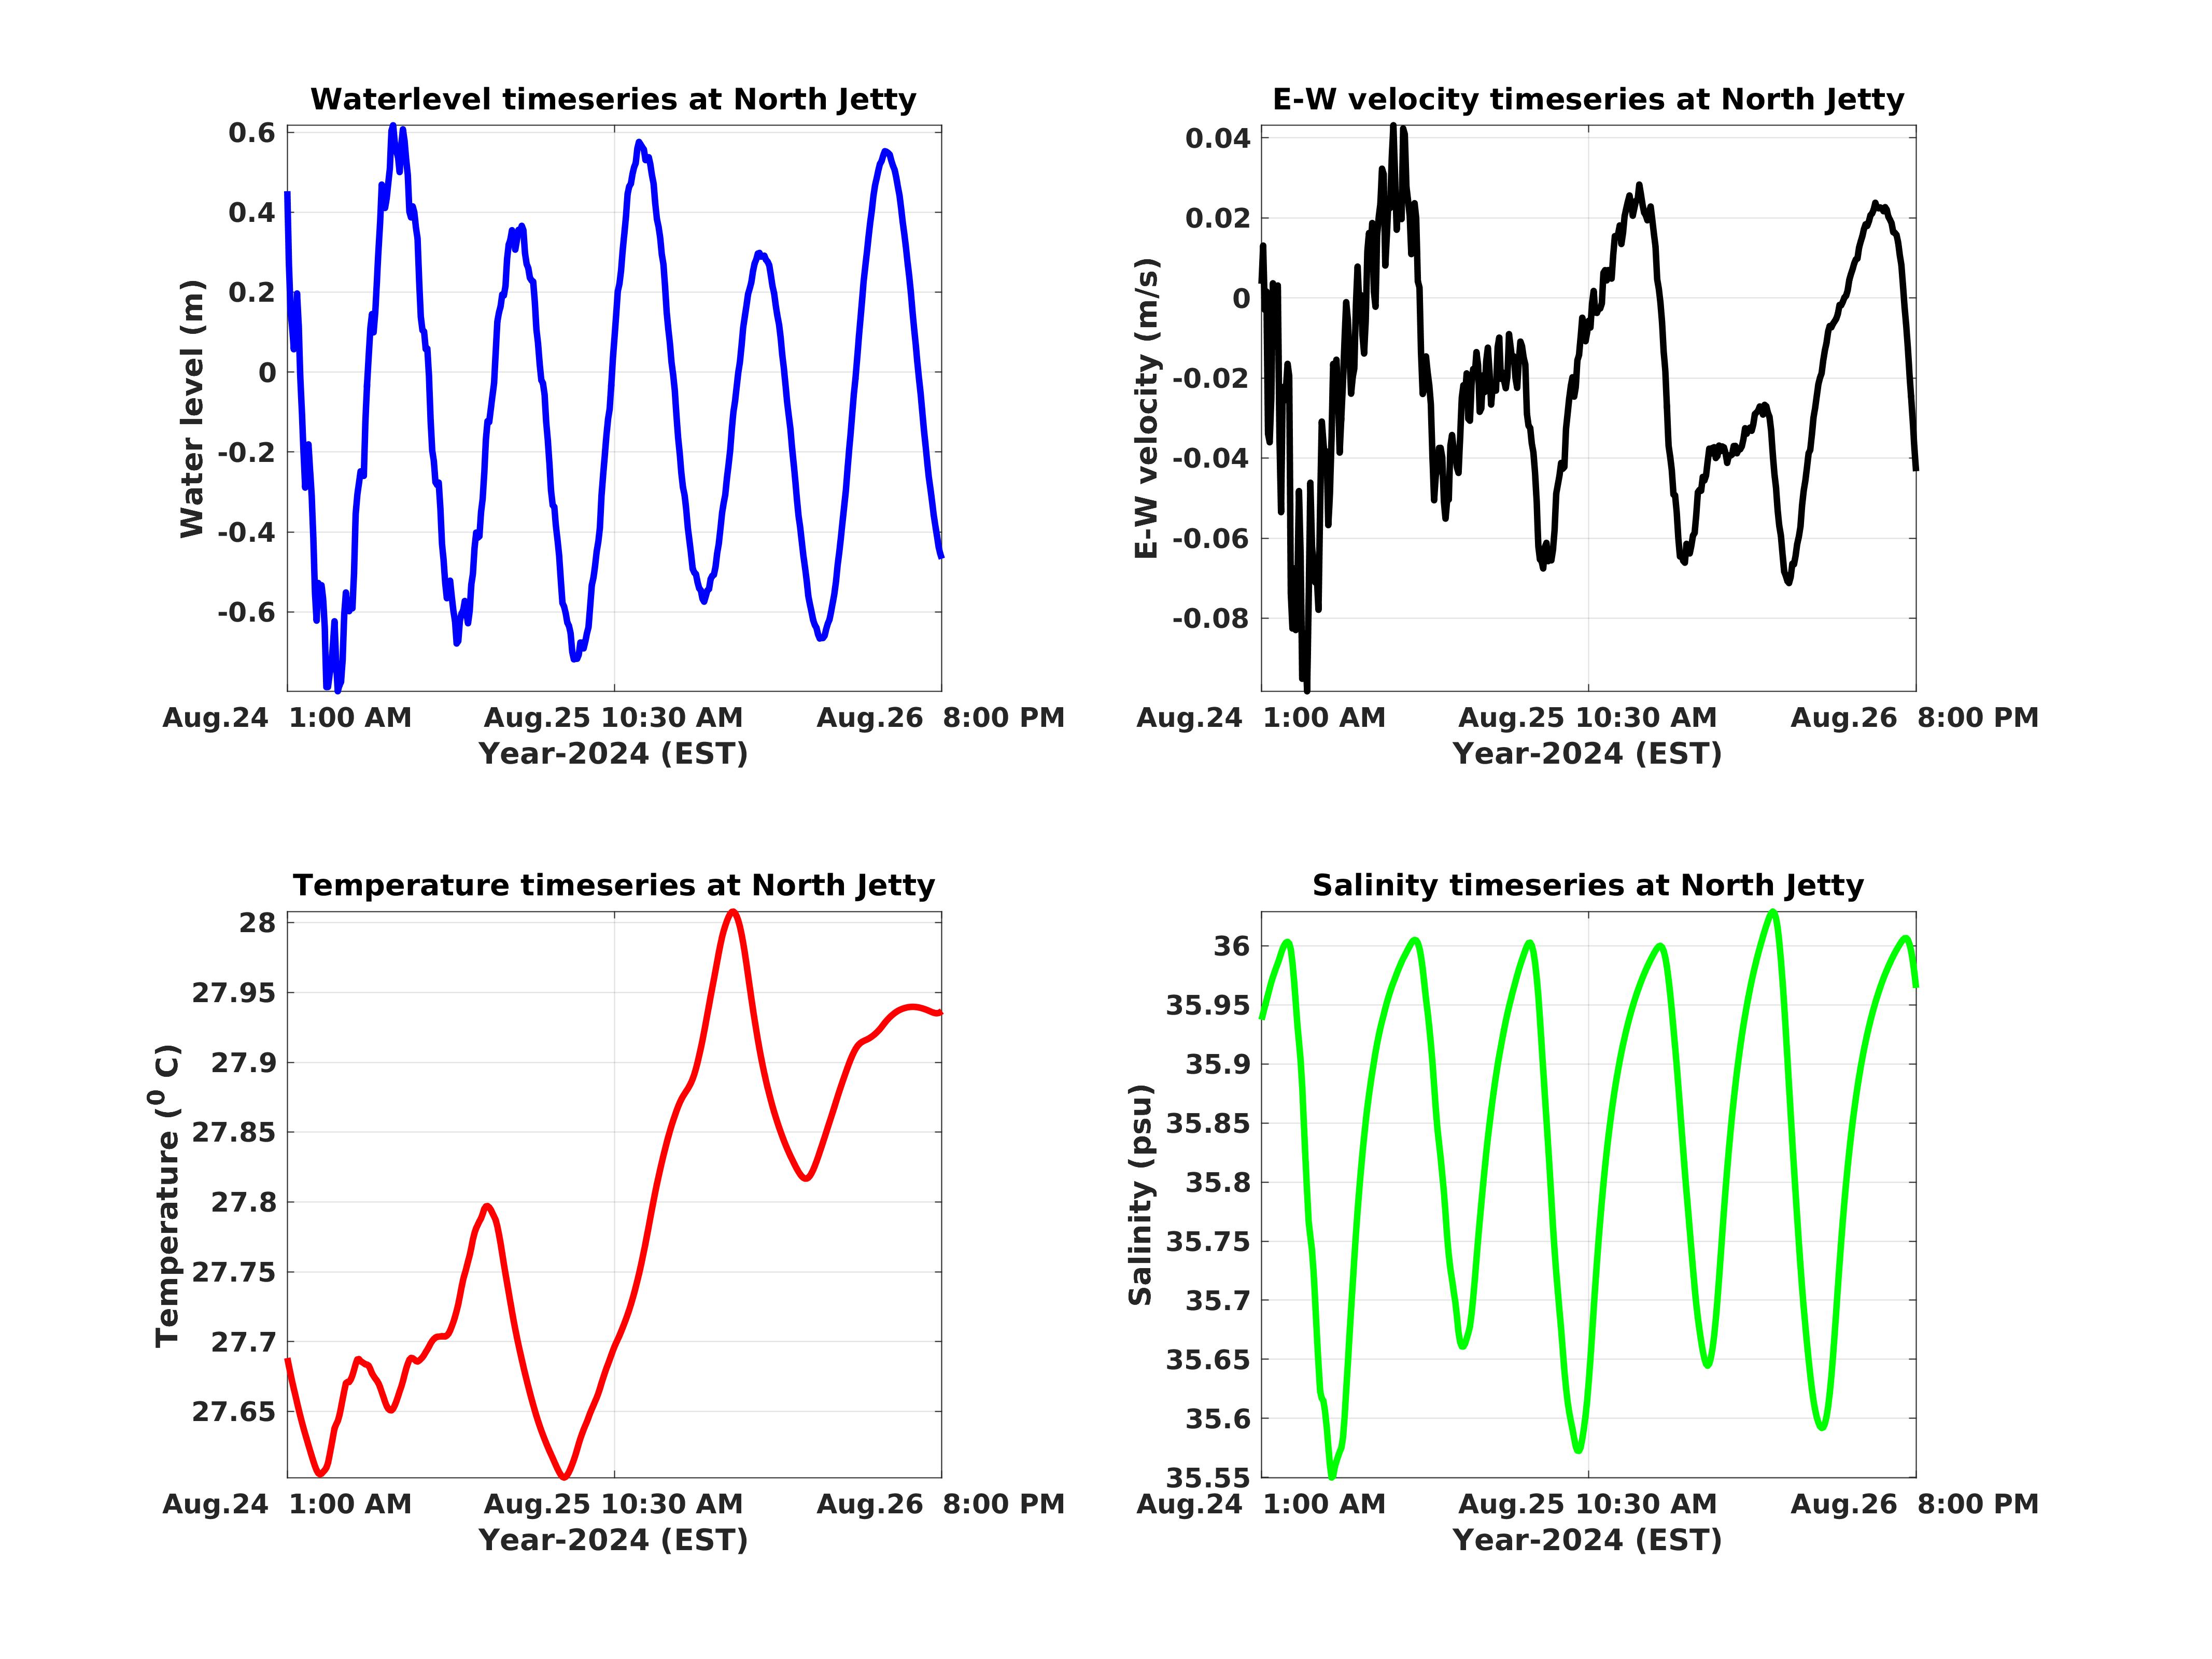 Waterlevel timeseries at North Jetty
Water level (m)
0.6
0.4
0.2
0
-0.2
-0.4
-0.6
Aug.24 1:00 AM Aug.25 10:30 AM Aug.26 8:00 PM
Year-2024 (EST)
E-W velocity timeseries at North Jetty
E-W velocity (m/s)
0.04
0.02
0
-0.02
-0.04
-0.06
-0.08
Aug.24 1:00 AM Aug.25 10:30 AM Aug.26 8:00 PM
Year-2024 (EST)
Temperature timeseries at North Jetty
Temperature (⁰ C)
28
27.95
27.9
27.85
27.8
27.75
27.7
27.65
Aug.24 1:00 AM Aug.25 10:30 AM Aug.26 8:00 PM
Year-2024 (EST)
Salinity timeseries at North Jetty
Salinity (psu)
36
35.95
35.9
35.85
35.8
35.75
35.7
35.65
35.6
35.55
Aug.24 1:00 AM Aug.25 10:30 AM Aug.26 8:00 PM
Year-2024 (EST)